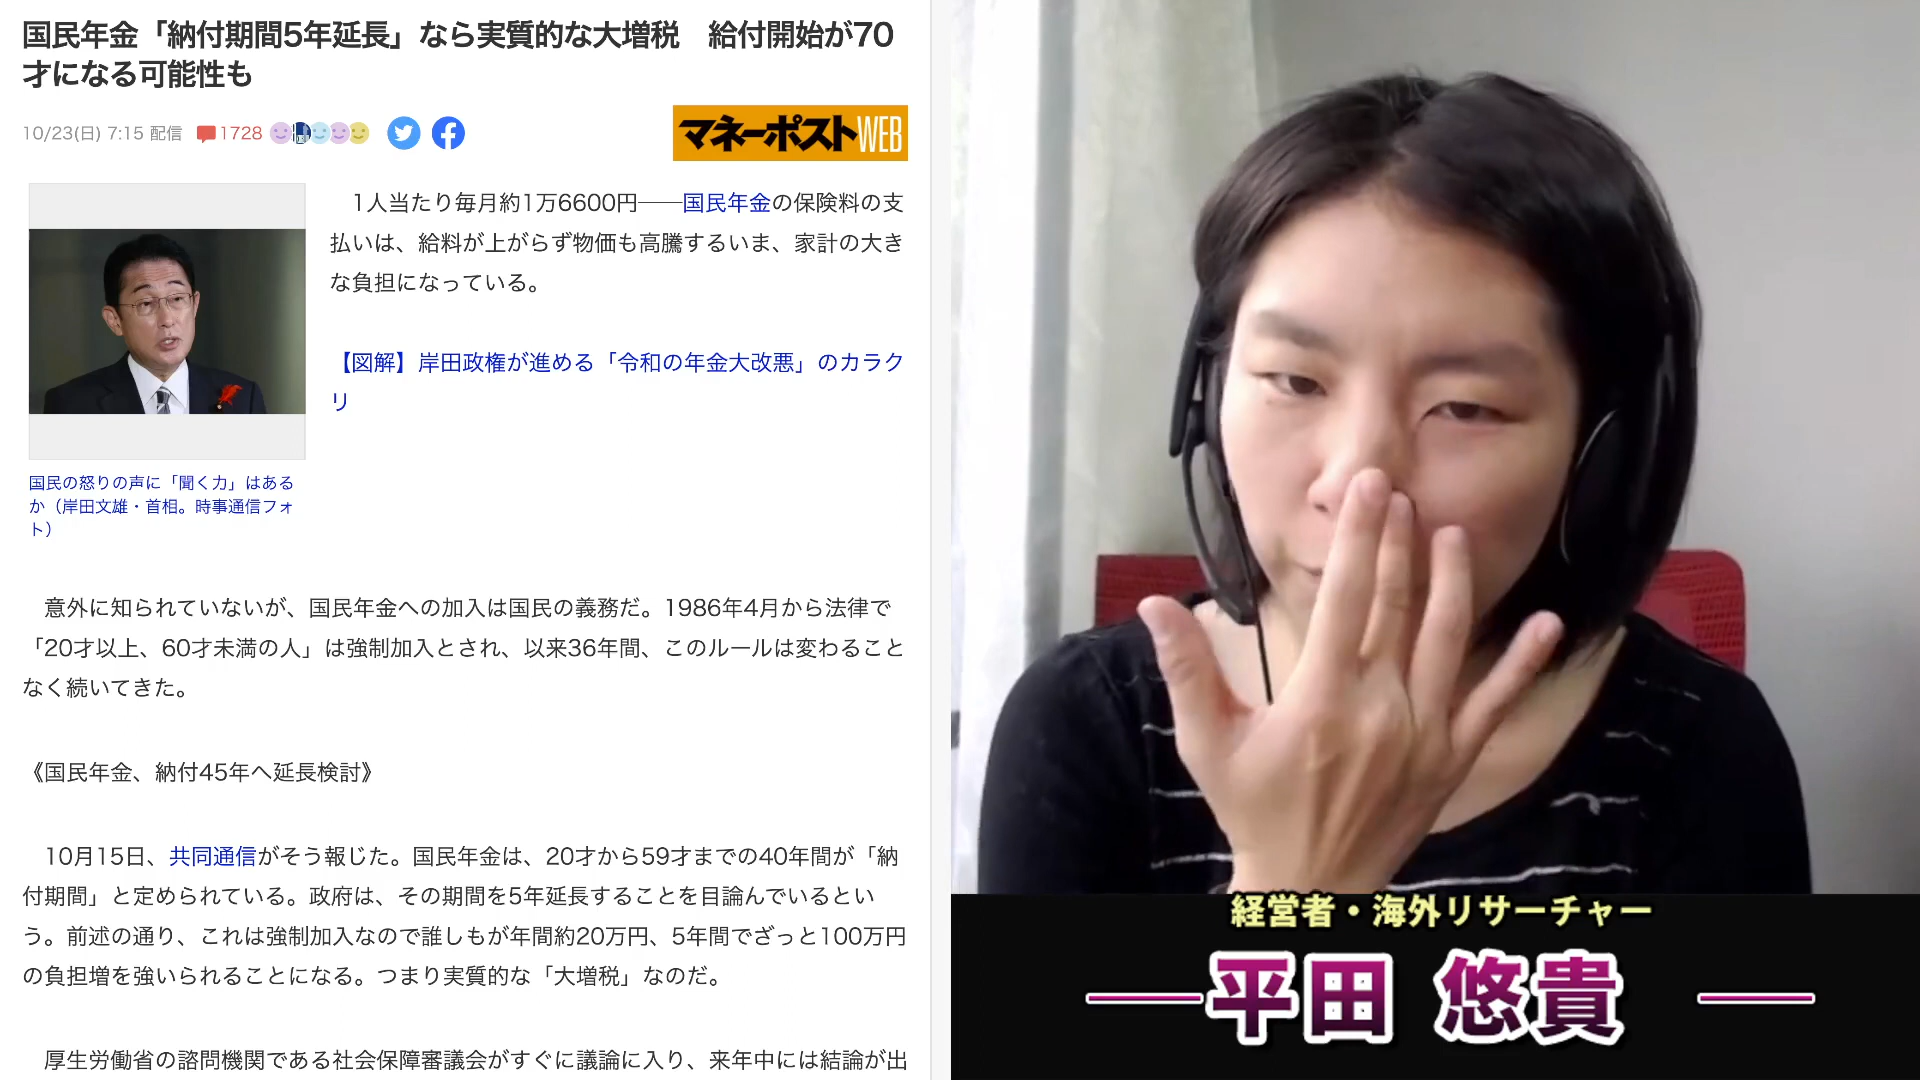 国民年金「納付期間5年延長」なら実質的な大増税　給付開始が70
才になる可能性も
10/23(日) 7:15 配信 1728
マネーポストWEB
1人当たり毎月約1万6600円──国民年金の保険料の支
払いは、給料が上がらず物価も高騰するいま、家計の大き
な負担になっている。
【図解】岸田政権が進める「令和の年金大改悪」のカラク
リ
国民の怒りの声に「聞く力」はある
か（岸田文雄・首相。時事通信フォ
ト）
意外に知られていないが、国民年金への加入は国民の義務だ。1986年4月から法律で
「20才以上、60才未満の人」は強制加入とされ、以来36年間、このルールは変わること
なく続いてきた。
《国民年金、納付45年へ延長検討》
10月15日、共同通信がそう報じた。国民年金は、20才から59才までの40年間が「納
付期間」と定められている。政府は、その期間を5年延長することを目論んでいるとい
う。前述の通り、これは強制加入なので誰しもが年間約20万円、5年間でざっと100万円
の負担増を強いられることになる。つまり実質的な「大増税」なのだ。
厚生労働省の諮問機関である社会保障審議会がすぐに議論に入り、来年中には結論が出
経営者・海外リサーチャー
平田 悠貴